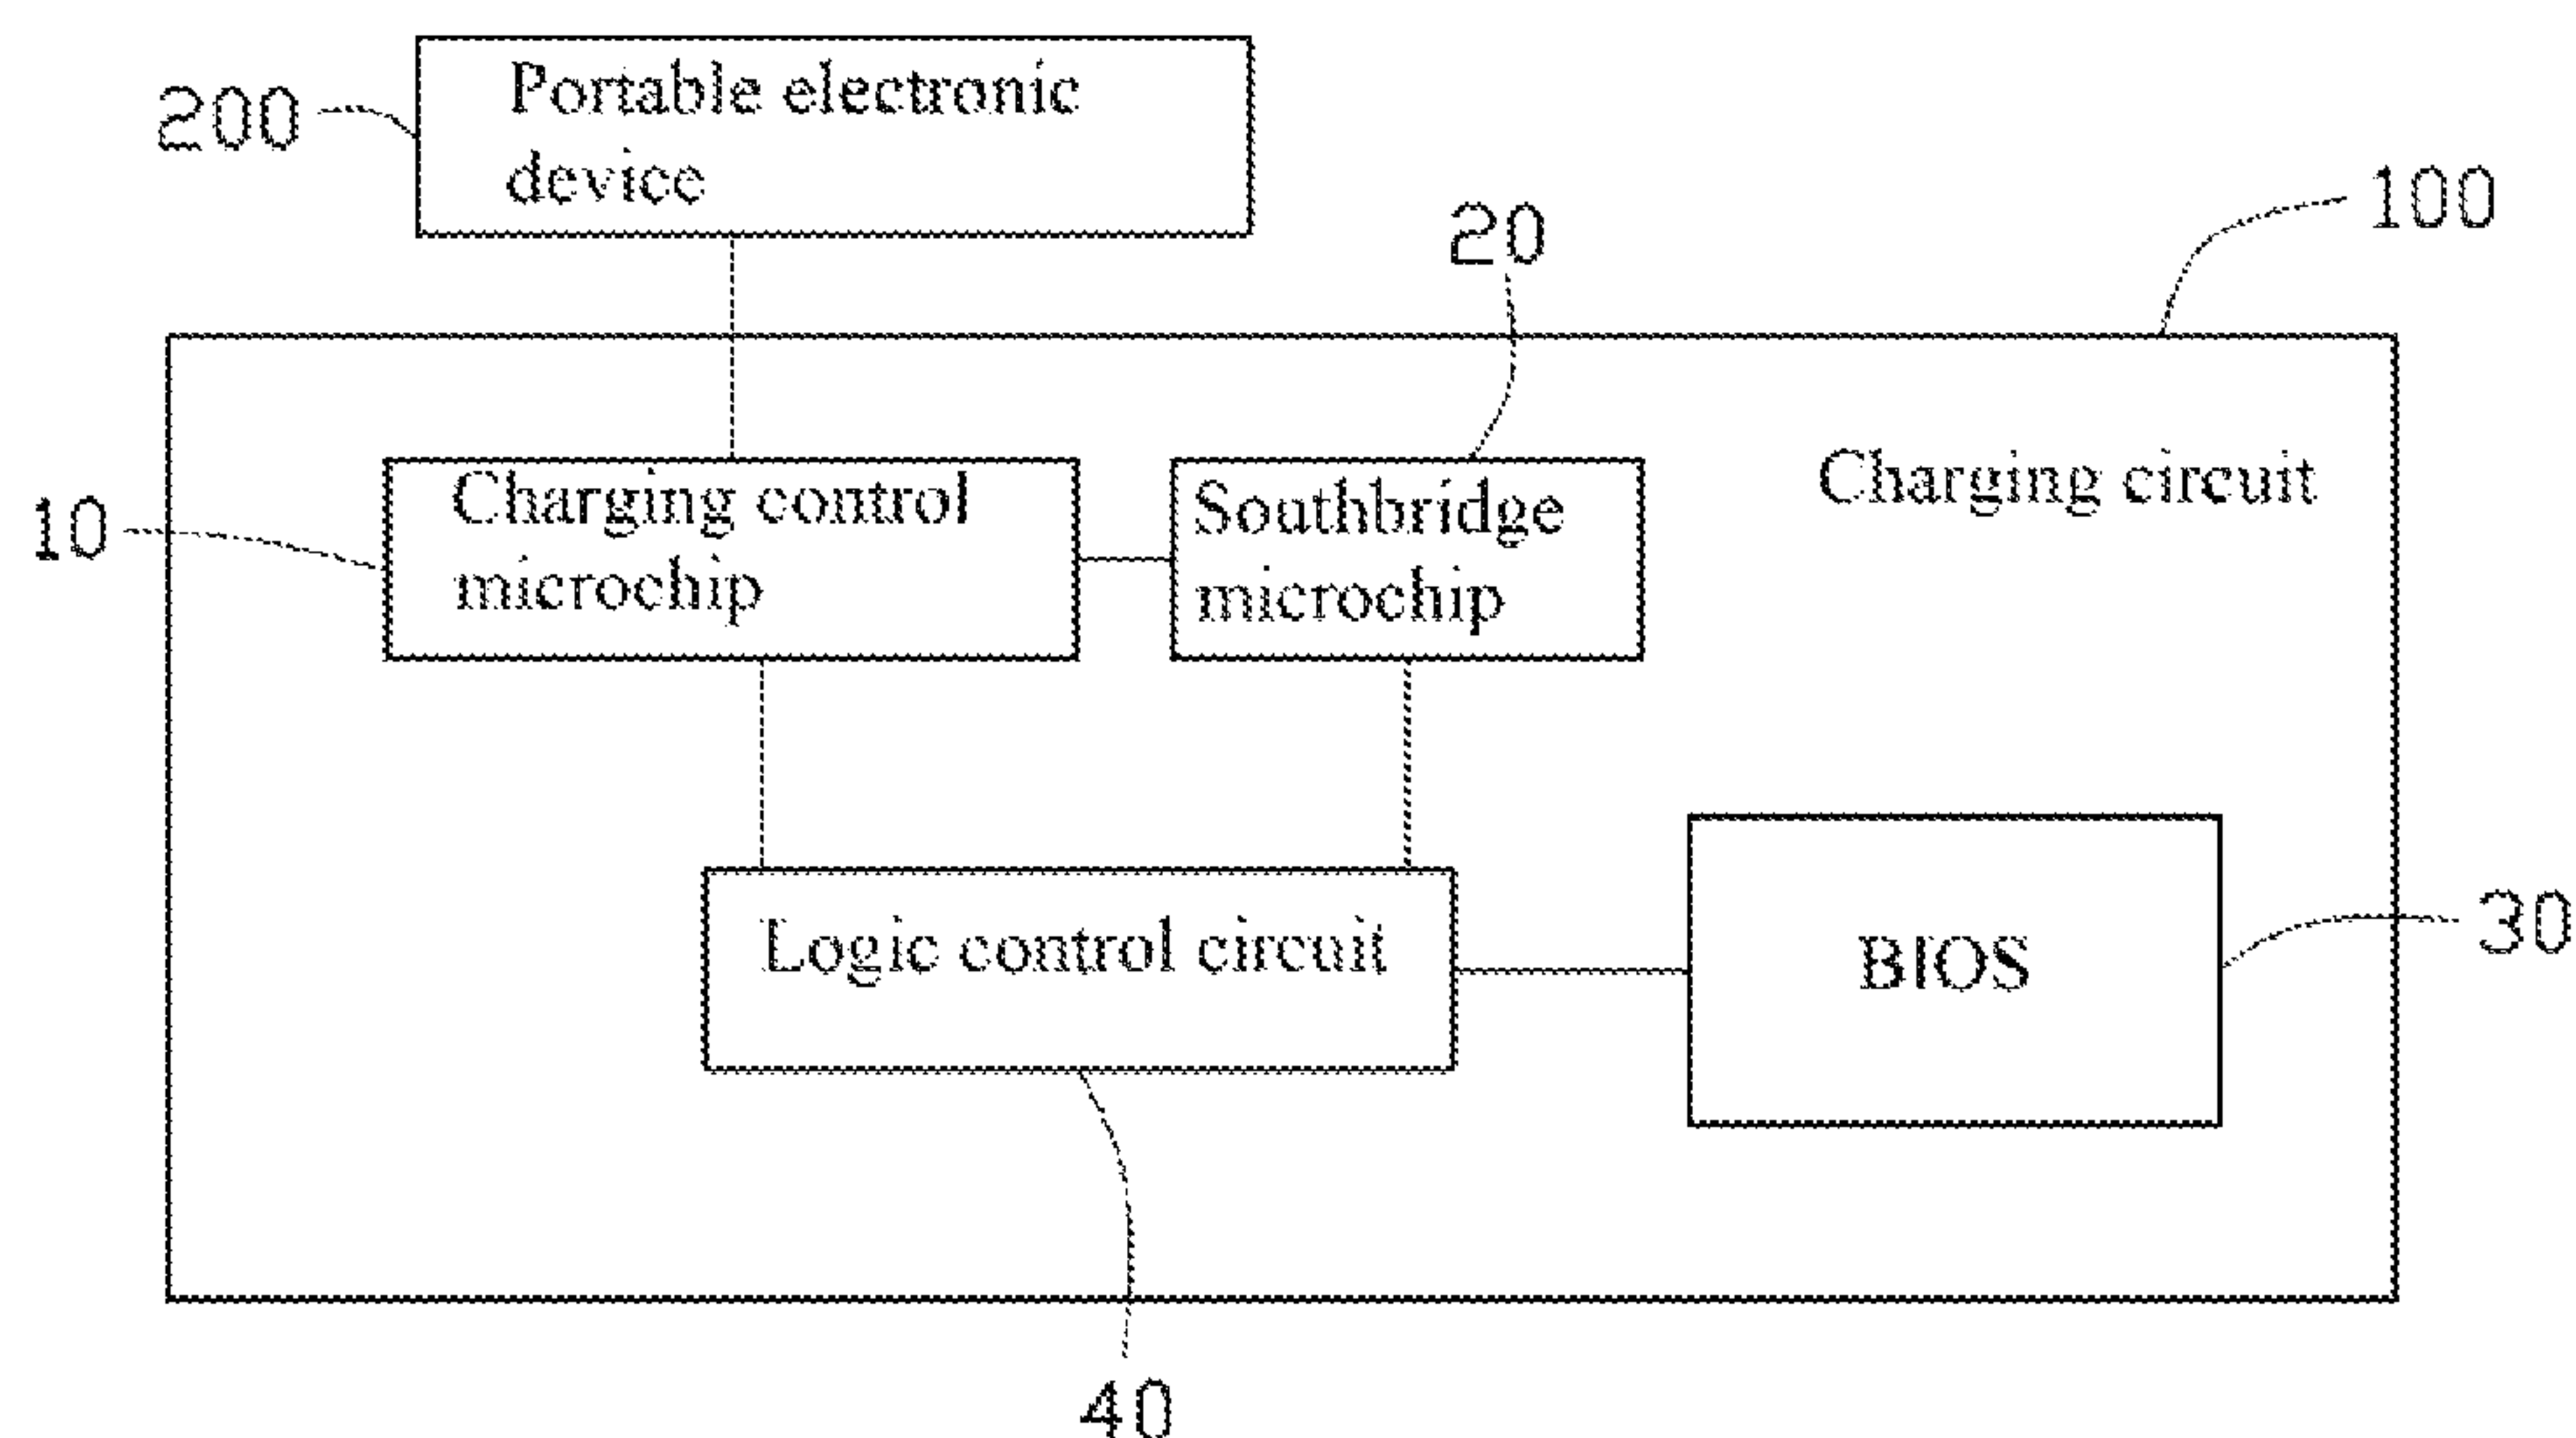 200
Portable electronic
device
100
20
10
Charging control
microchip
Southbridge
microchip
Charging circuit
Logic control circuit
BIOS
30
40